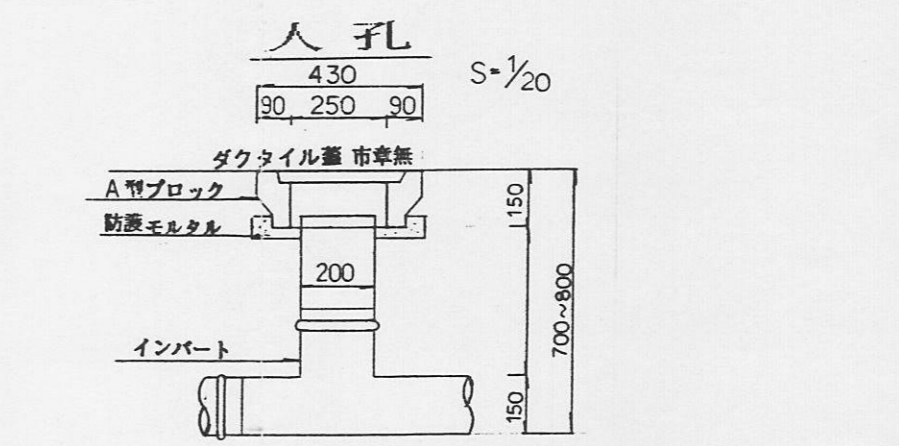 人 孔
S=1/20
430
90 250 90
ダクタイル蓋 市章無
A型ブロック
防護モルタル
150
200
700~800
インバート
150